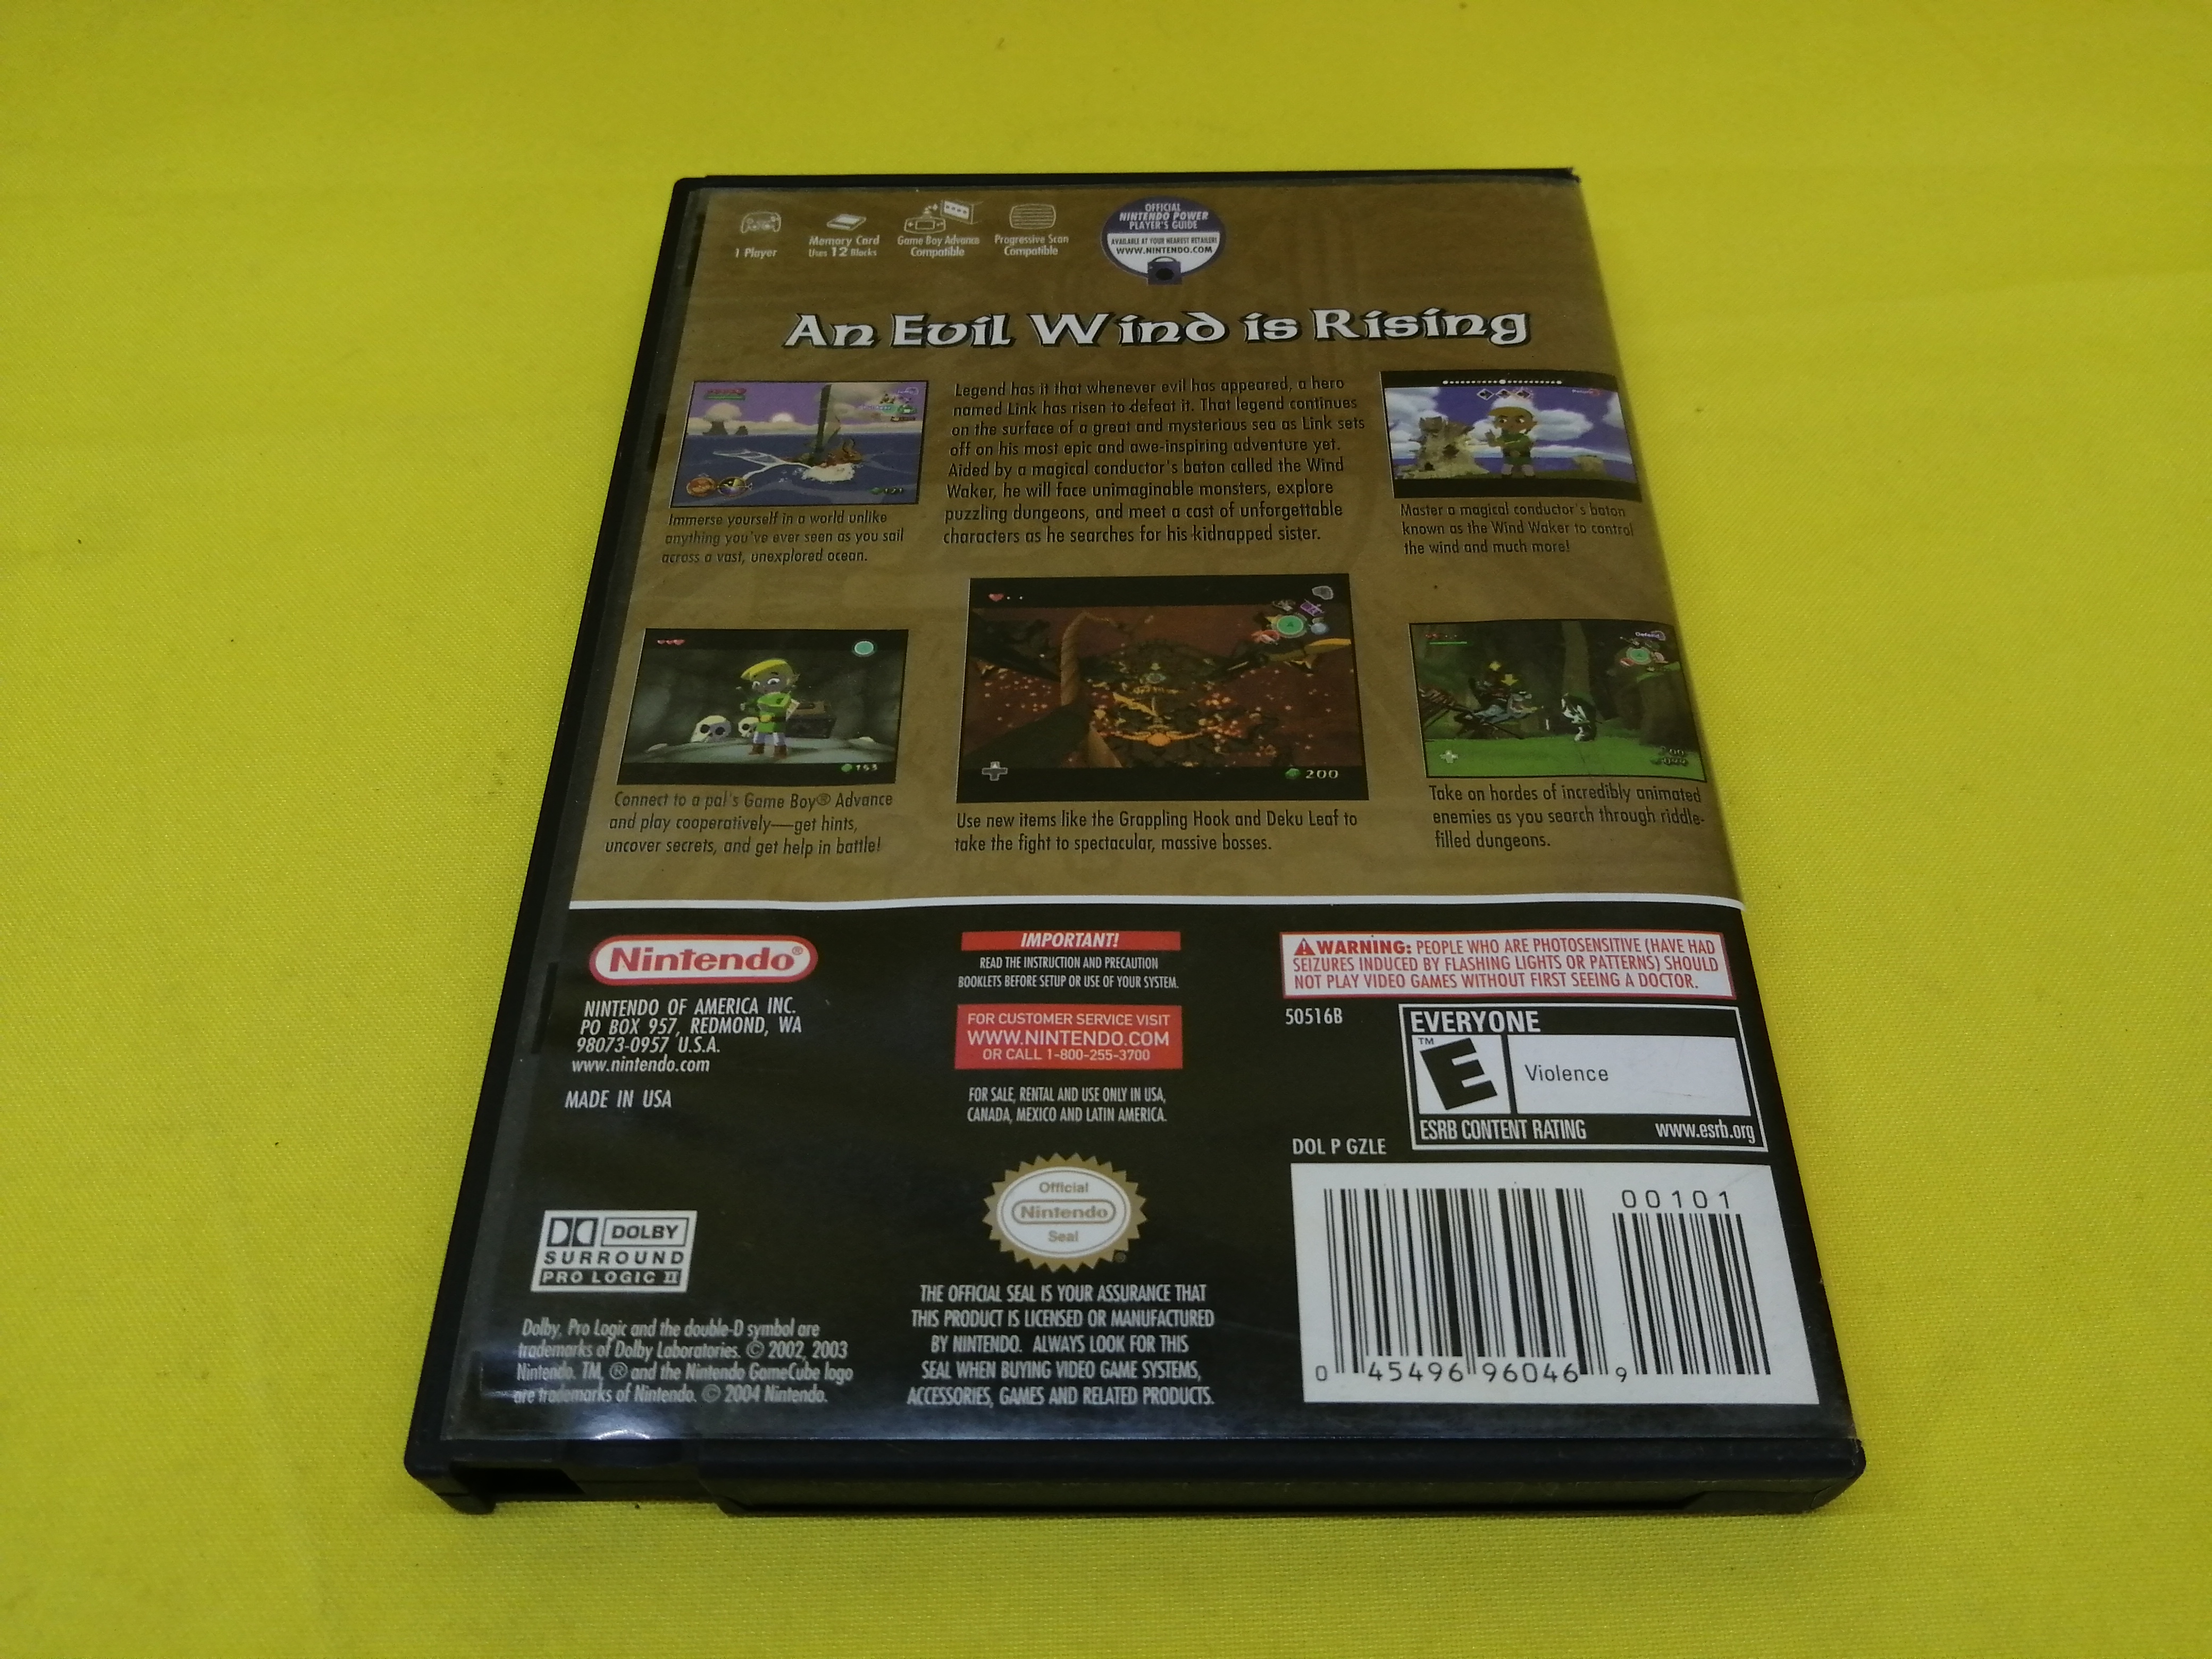 1 Player
Memory Card
Uses 12 Blocks
Game Boy Advance
Compatible
Progressive Scan
Compatible
OFFICIAL
NINTENDO POWER
PLAYER'S GUIDE
AVAILABLE AT YOUR NEAREST RETAILERS
WWW.NINTENDO.COM
An Evil Wind is Rising
Legend has it that whenever evil has appeared, a hero
named Link has risen to defeat it. That legend continues
on the surface of a great and mysterious sea as Link sets
off on his most epic and awe-inspiring adventure yet.
Aided by a magical conductor's baton called the Wind
Waker, he will face unimaginable monsters, explore
puzzling dungeons, and meet a cast of unforgettable
characters as he searches for his kidnapped sister.
Immerse yourself in a world unlike
anything you've ever seen as you sail
across a vast, unexplored ocean.
Master a magical conductor's baton
known as the Wind Waker to control
the wind and much more!
153
Connect to a pal's Game Boy® Advance
and play cooperatively—get hints,
uncover secrets, and get help in battle!
200
Use new items like the Grappling Hook and Deku Leaf to
take the fight to spectacular, massive bosses.
Defend
Take on hordes of incredibly animated
enemies as you search through riddle-
filled dungeons.
Nintendo®
NINTENDO OF AMERICA INC.
PO BOX 957, REDMOND, WA
98073-0957 U.S.A.
www.nintendo.com
MADE IN USA
IMPORTANT!
READ THE INSTRUCTION AND PRECAUTION
BOOKLETS BEFORE SETUP OR USE OF YOUR SYSTEM.
FOR CUSTOMER SERVICE VISIT
WWW.NINTENDO.COM
OR CALL 1-800-255-3700
FOR SALE, RENTAL AND USE ONLY IN USA,
CANADA, MEXICO AND LATIN AMERICA.
WARNING: PEOPLE WHO ARE PHOTOSENSITIVE (HAVE HAD
SEIZURES INDUCED BY FLASHING LIGHTS OR PATTERNS) SHOULD
NOT PLAY VIDEO GAMES WITHOUT FIRST SEEING A DOCTOR.
50516B
EVERYONE
TM
E
Violence
ESRB CONTENT RATING www.esrb.org
DOL P GZLE
DOLBY
SURROUND
PRO LOGIC II
Dolby, Pro Logic and the double-D symbol are
trademarks of Dolby Laboratories. © 2002, 2003
Nintendo. TM, ® and the Nintendo GameCube logo
are trademarks of Nintendo. © 2004 Nintendo.
Official
Nintendo
Seal
®
THE OFFICIAL SEAL IS YOUR ASSURANCE THAT
THIS PRODUCT IS LICENSED OR MANUFACTURED
BY NINTENDO. ALWAYS LOOK FOR THIS
SEAL WHEN BUYING VIDEO GAME SYSTEMS,
ACCESSORIES, GAMES AND RELATED PRODUCTS.
00101
0 45496 96046 9